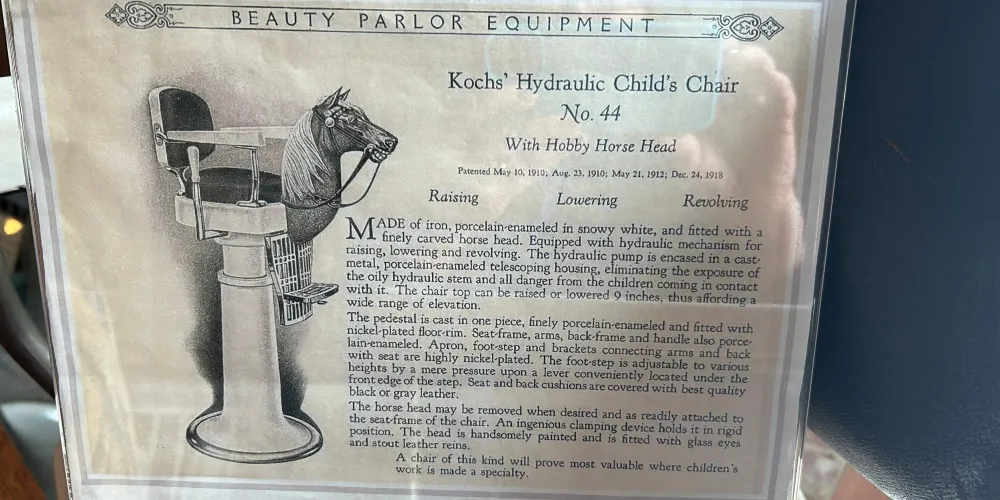 BEAUTY PARLOR EQUIPMENT
Kochs' Hydraulic Child's Chair
No. 44
With Hobby Horse Head
Patented May 10, 1910; Aug. 23, 1910; May 21, 1912; Dec. 24, 1918
Raising Lowering Revolving
MADE of iron, porcelain-enameled in snowy white, and fitted with a
finely carved horse head. Equipped with hydraulic mechanism for
raising, lowering and revolving. The hydraulic pump is encased in a cast-
metal, porcelain-enameled telescoping housing, eliminating the exposure of
the oily hydraulic stem and all danger from the children coming in contact
with it. The chair top can be raised or lowered 9 inches, thus affording a
wide range of elevation.
The pedestal is cast in one piece, finely porcelain-enameled and fitted with
nickel-plated floor-rim. Seat-frame, arms, back-frame and handle also porce-
lain-enameled. Apron, foot-step and brackets connecting arms and back
with seat are highly nickel-plated. The foot-step is adjustable to various
heights by a mere pressure upon a lever conveniently located under the
front edge of the step. Seat and back cushions are covered with best quality
black or gray leather.
The horse head may be removed when desired and as readily attached to
the seat-frame of the chair. An ingenious clamping device holds it in rigid
position. The head is handsomely painted and is fitted with glass eyes
and stout leather reins.
A chair of this kind will prove most valuable where children's
work is made a specialty.